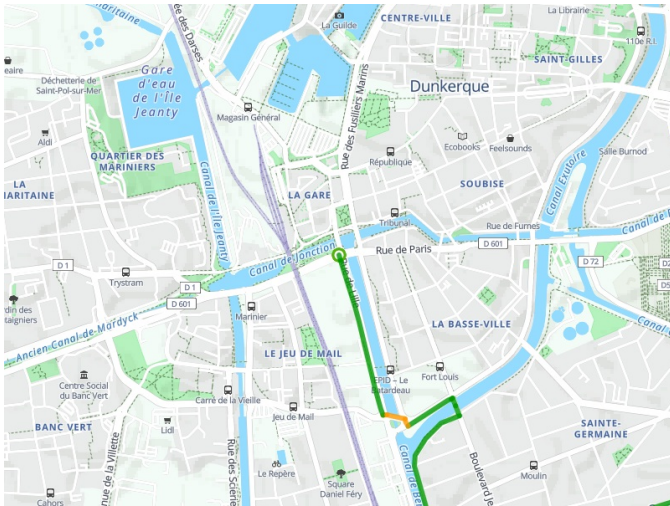 La Librairie
CENTRE-VILLE
La Guilde
110e R.I
SAINT-GILLES
Gare
d'eau
de l'Île
Jeanty
Déchetterie de
Saint-Pol-sur-Mer
Dunkerque
Magasin Général
Rue des Fusiliers Marins
Aldi
Ecobooks
Feelsounds
Salle Burnod
République
QUARTIER DES
MARINIERS
LA GARE
SOUBISE
Canal Exutoire
Canal de l'Île Jeanty
Tribunal
Rue de Furnes
Canal de Jonction
Rue de Paris
D 601
D 72
D 1
Trystram
D 1
D 601
Rue de Lille
Marinier
Ancien Canal de Mardyck
LA BASSE-VILLE
LE JEU DE MAIL
EPID – Le
Batardeau
Fort Louis
Centre Social
du Banc Vert
Carré de la Vieille
Jeu de Mail
BANC VERT
Lidl
SAINTE-
GERMAINE
Le Repère
Square
Daniel Féry
Moulin
Cahors